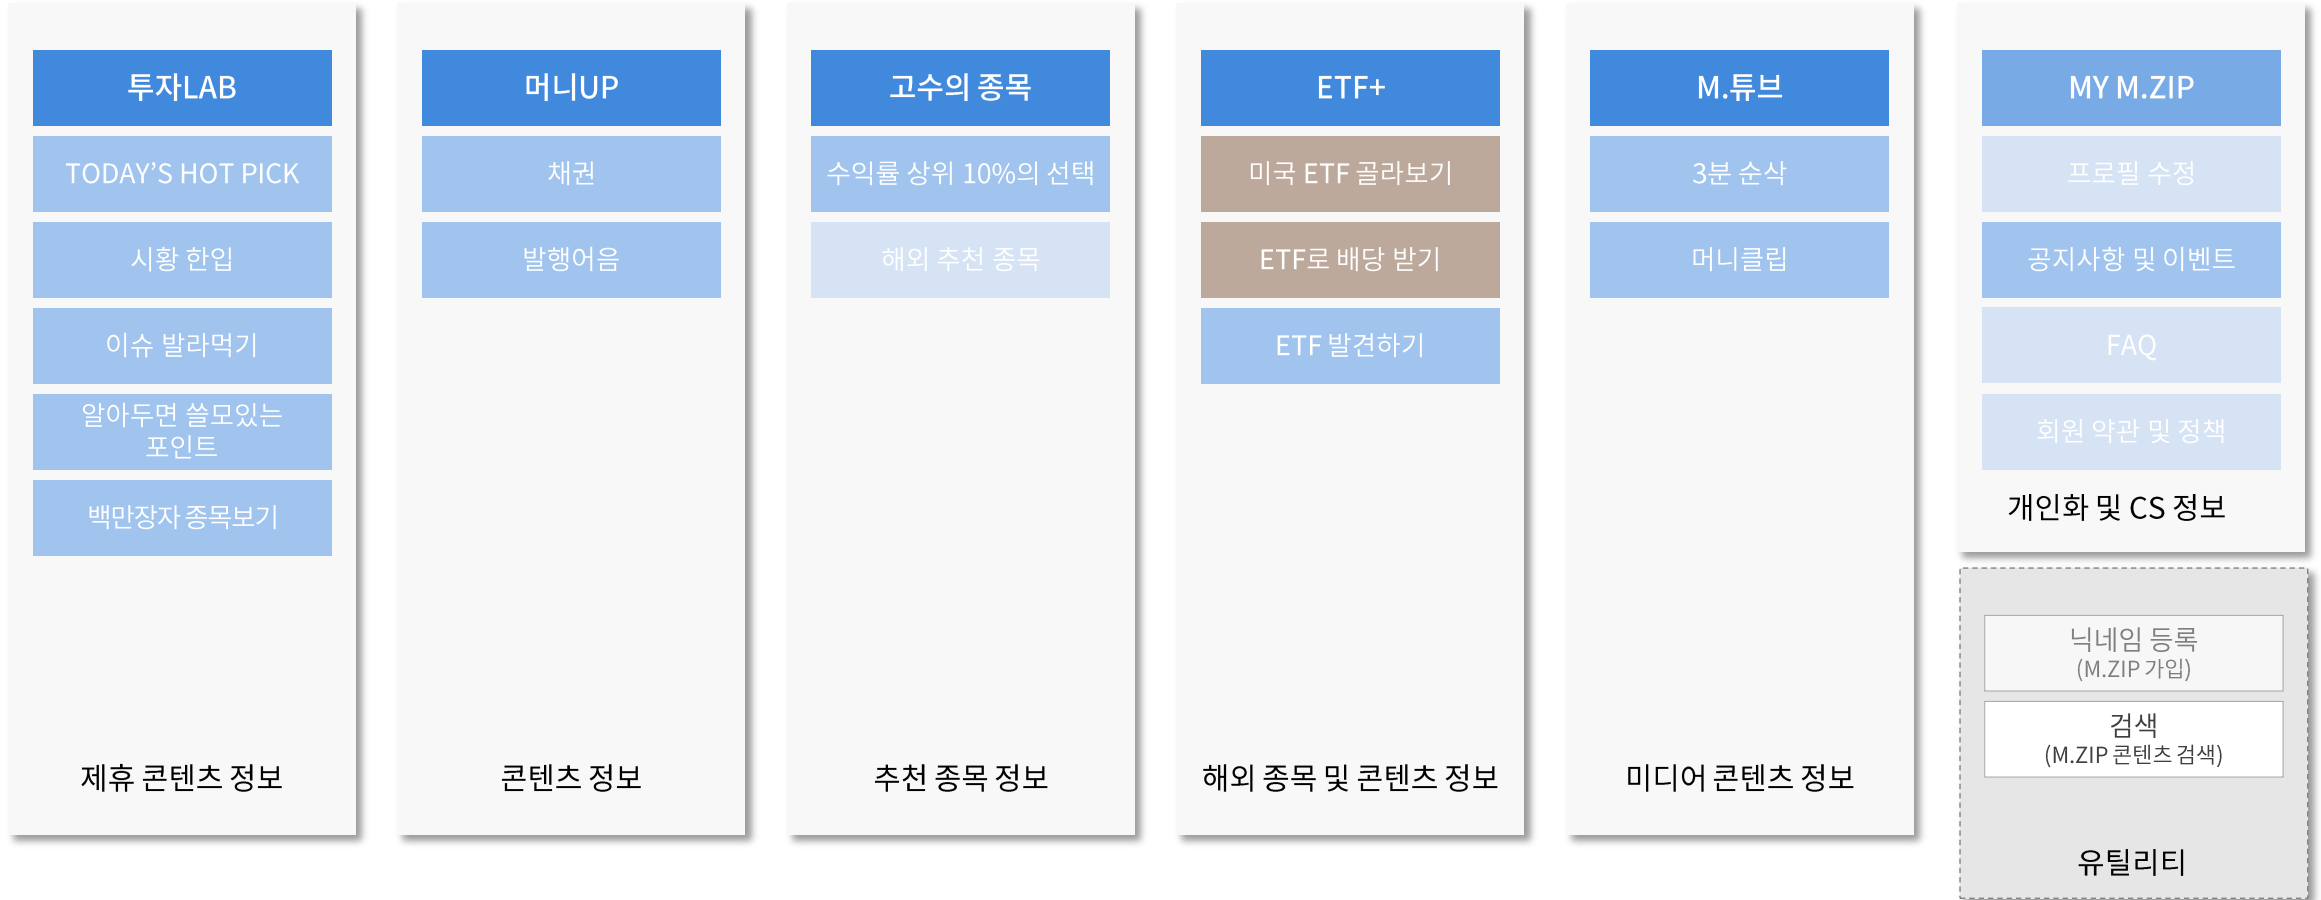 투자LAB
TODAY’S HOT PICK
시황 한입
이슈 발라먹기
알아두면 쓸모있는
포인트
백만장자 종목보기
제휴 콘텐츠 정보
머니UP
채권
발행어음
콘텐츠 정보
고수의 종목
수익률 상위 10%의 선택
해외 추천 종목
추천 종목 정보
ETF+
미국 ETF 골라보기
ETF로 배당 받기
ETF 발견하기
해외 종목 및 콘텐츠 정보
M.튜브
3분 순삭
머니클립
미디어 콘텐츠 정보
MY M.ZIP
프로필 수정
공지사항 및 이벤트
FAQ
회원 약관 및 정책
개인화 및 CS 정보
닉네임 등록
(M.ZIP 가입)
검색
(M.ZIP 콘텐츠 검색)
유틸리티